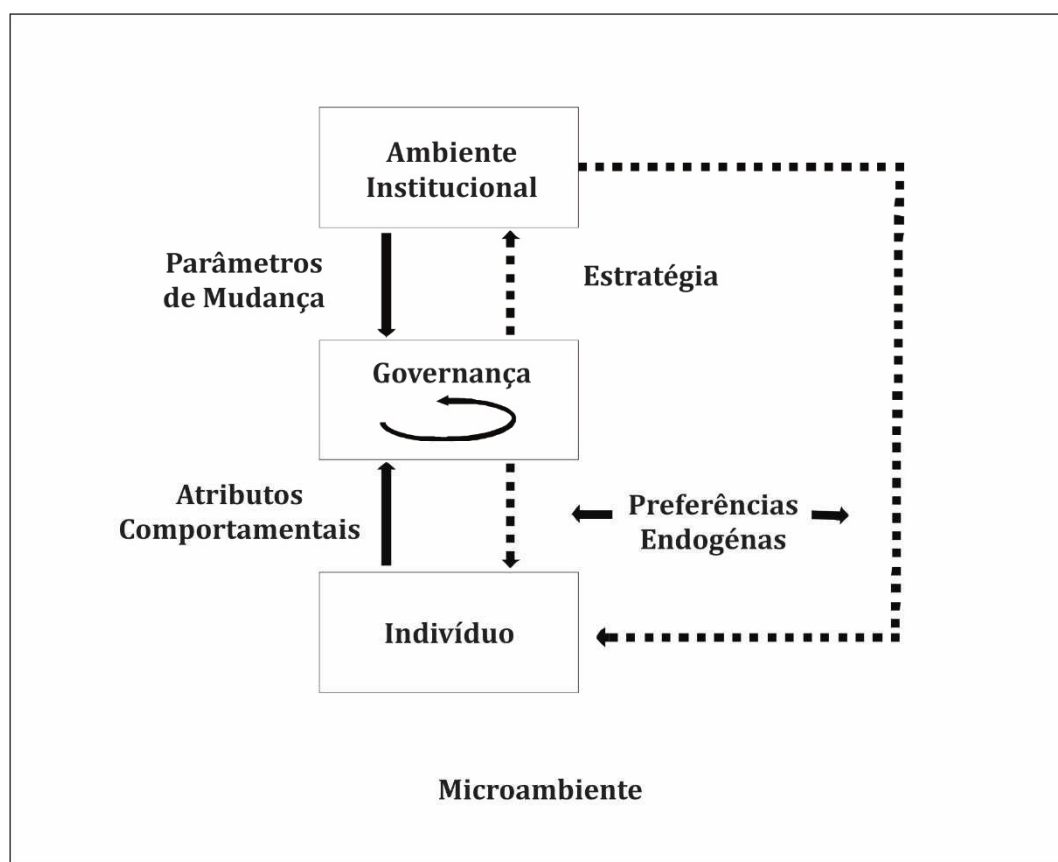 Ambiente
Institucional
Parâmetros
de Mudança
Estratégia
Governança
Atributos
Comportamentais
Preferências
Endogénas
Indivíduo
Microambiente